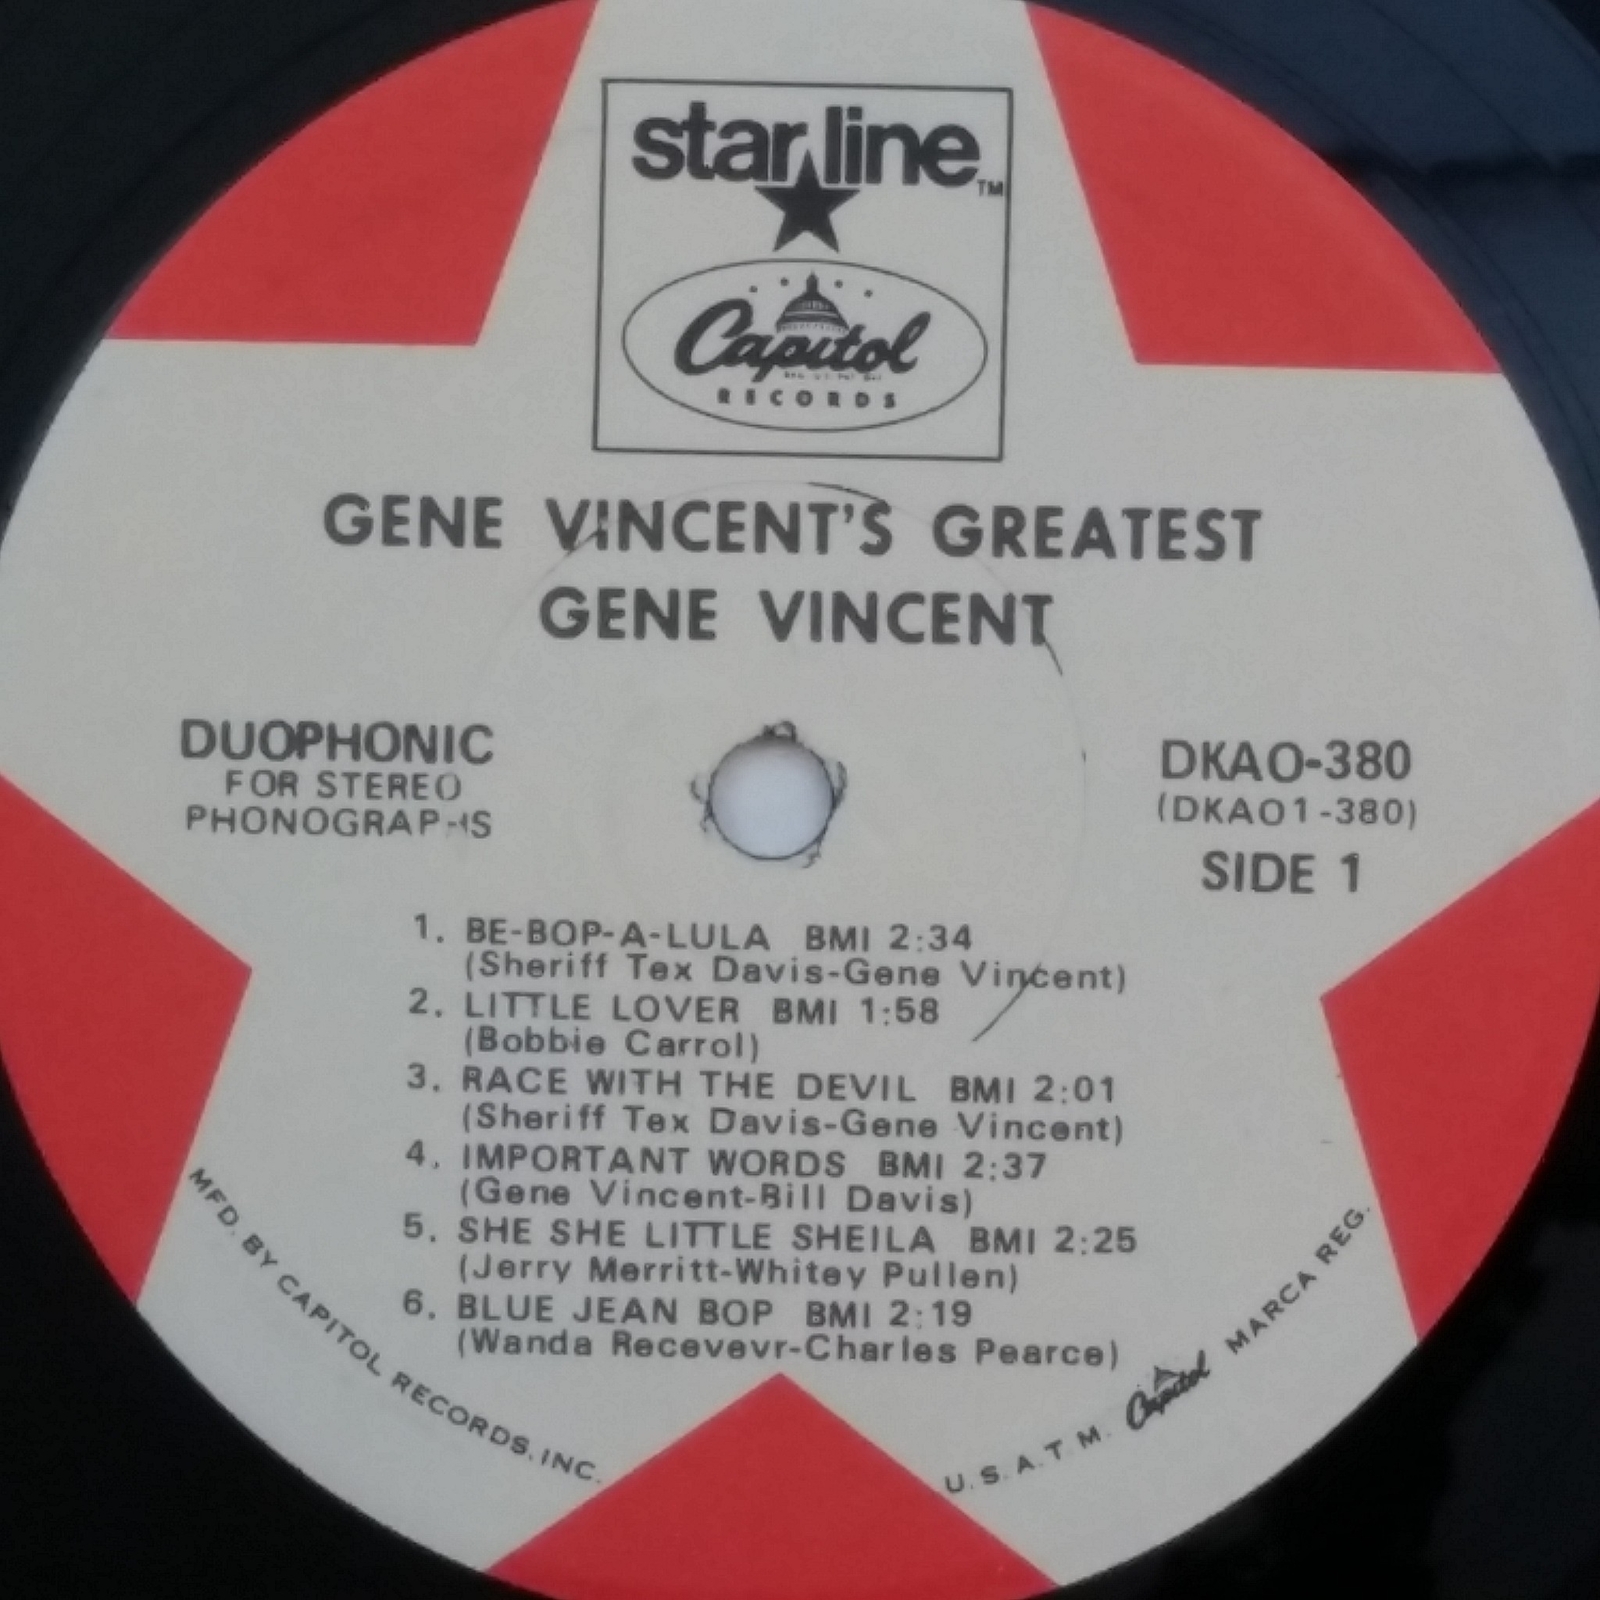 starline™
Capitol
RECORDS
GENE VINCENT'S GREATEST
GENE VINCENT
DUOPHONIC
FOR STEREO
PHONOGRAPHS
DKAO-380
(DKAO1-380)
SIDE 1
1. BE-BOP-A-LULA BMI 2:34
(Sheriff Tex Davis-Gene Vincent)
2. LITTLE LOVER BMI 1:58
(Bobbie Carrol)
3. RACE WITH THE DEVIL BMI 2:01
(Sheriff Tex Davis-Gene Vincent)
4. IMPORTANT WORDS BMI 2:37
(Gene Vincent-Bill Davis)
5. SHE SHE LITTLE SHEILA BMI 2:25
(Jerry Merritt-Whitey Pullen)
6. BLUE JEAN BOP BMI 2:19
(Wanda Recevevr-Charles Pearce)
MFD. BY CAPITOL RECORDS, INC.
U.S.A. T.M. Capitol MARCA REG.